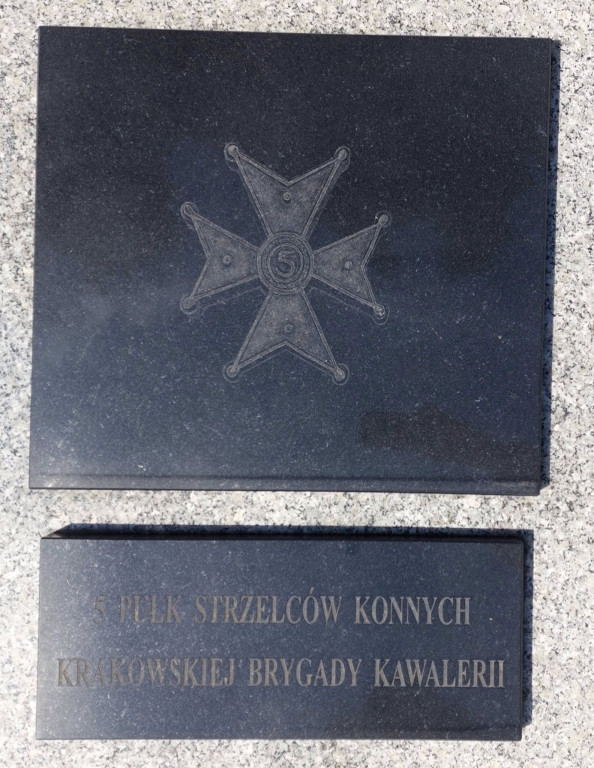 5
5 PUŁK STRZELCÓW KONNYCH
KRAKOWSKIEJ BRYGADY KAWALERII